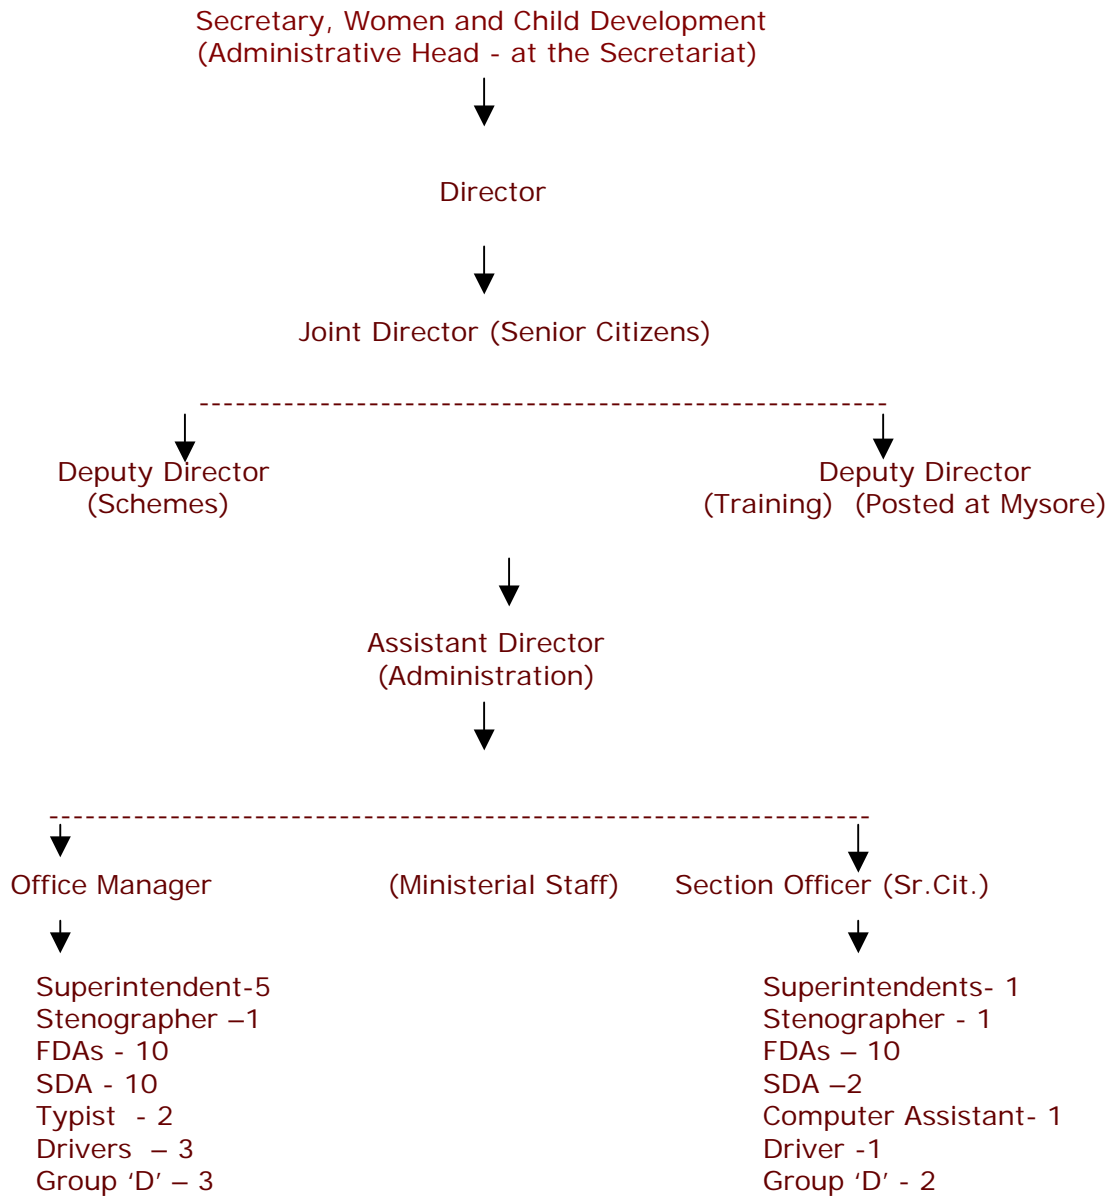 Secretary, Women and Child Development
(Administrative Head - at the Secretariat)
Director
Joint Director (Senior Citizens)
---------------------------------------------------------
Deputy Director
(Schemes)
Deputy Director
(Training) (Posted at Mysore)
Assistant Director
(Administration)
--------------------------------------------------------------------
Office Manager
(Ministerial Staff)
Section Officer (Sr.Cit.)
Superintendent-5
Stenographer –1
FDAs - 10
SDA - 10
Typist - 2
Drivers – 3
Group ‘D’ – 3
Superintendents- 1
Stenographer - 1
FDAs – 10
SDA –2
Computer Assistant- 1
Driver -1
Group ‘D’ - 2